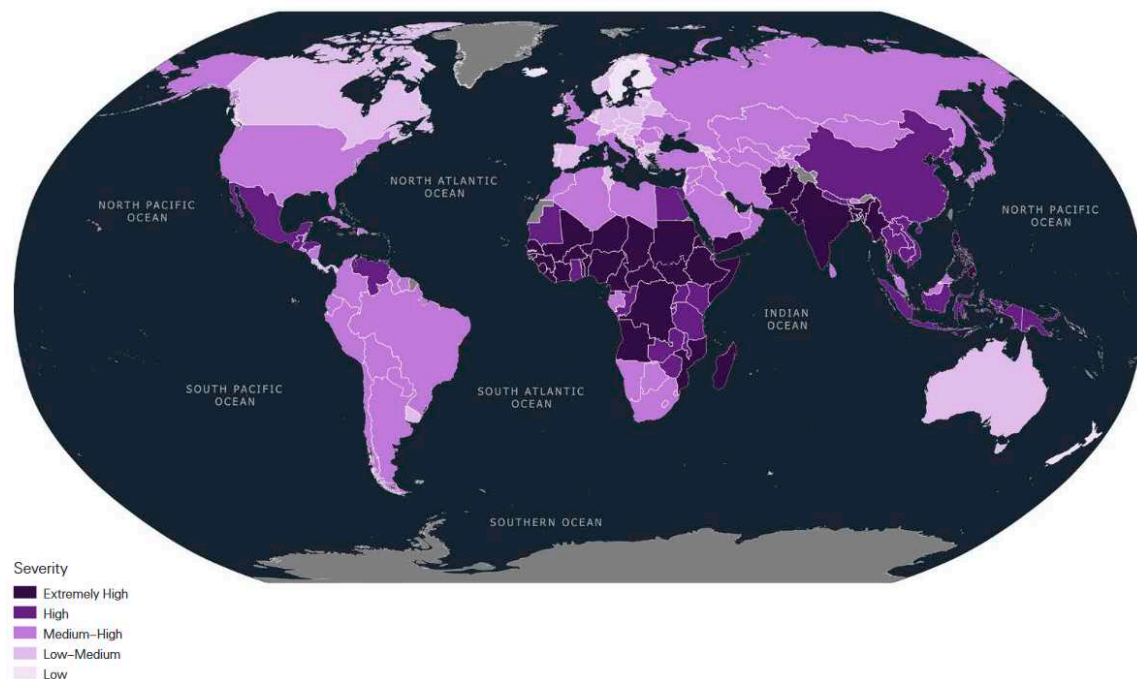 NORTH ATLANTIC
OCEAN
NORTH PACIFIC
OCEAN
NORTH PACIFIC
OCEAN
INDIAN
OCEAN
SOUTH PACIFIC
OCEAN
SOUTH ATLANTIC
OCEAN
SOUTHERN OCEAN
Severity
Extremely High
High
Medium–High
Low–Medium
Low